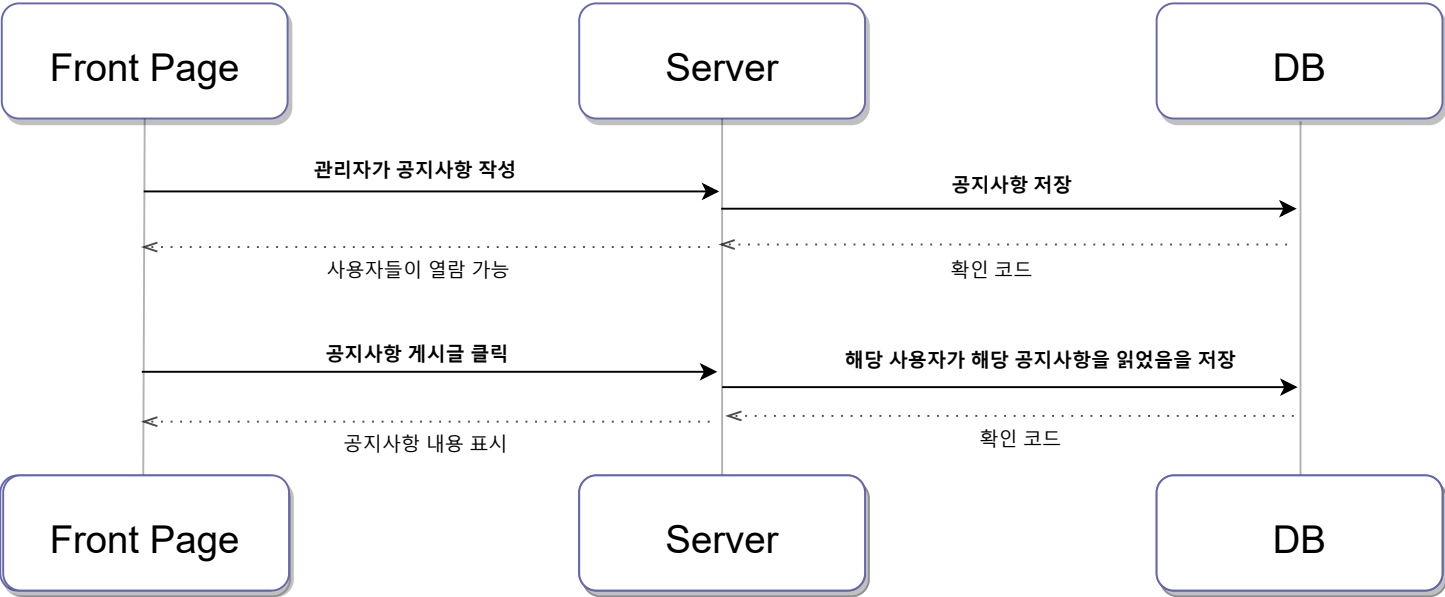 Front Page
Server
DB
관리자가 공지사항 작성
공지사항 저장
사용자들이 열람 가능
확인 코드
공지사항 게시글 클릭
해당 사용자가 해당 공지사항을 읽었음을 저장
공지사항 내용 표시
확인 코드
Front Page
Server
DB